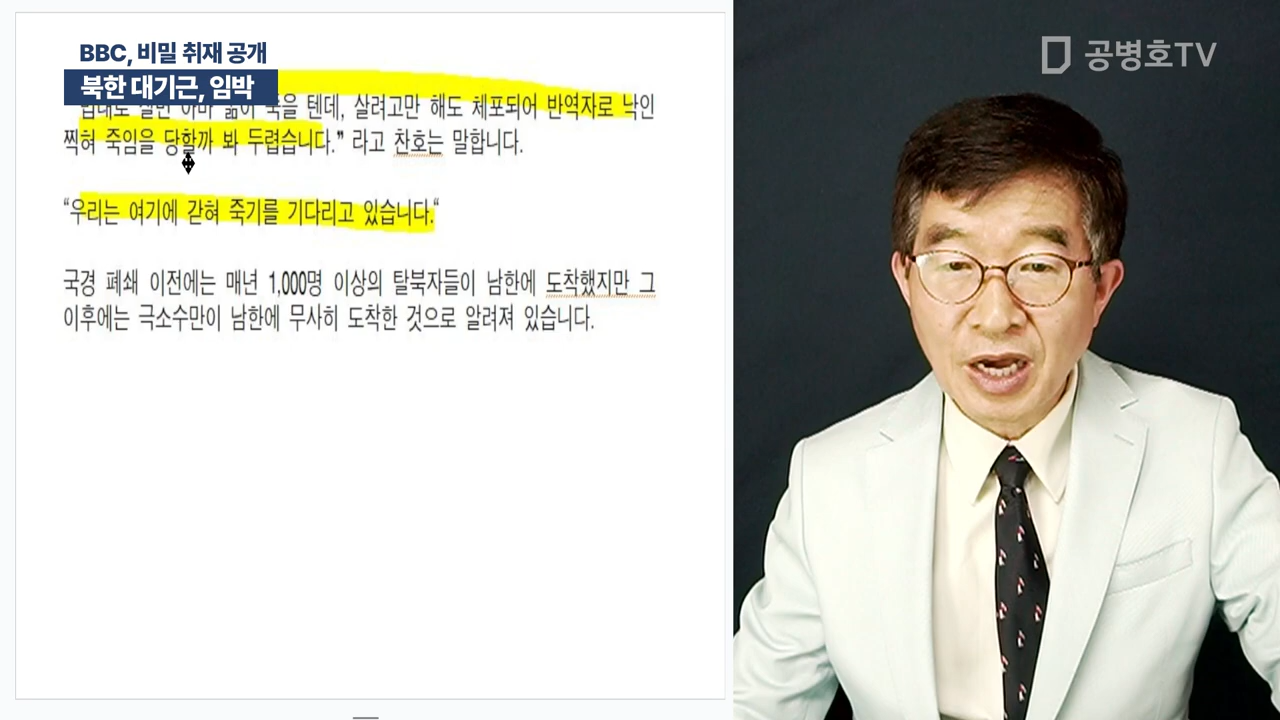 BBC, 비밀 취재 공개
북한 대기근, 임박
공병호TV
죽을 텐데, 살려고만 해도 체포되어 반역자로 낙인
찍혀 죽임을 당할까 봐 두렵습니다.” 라고 찬호는 말합니다.
“우리는 여기에 갇혀 죽기를 기다리고 있습니다.“
국경 폐쇄 이전에는 매년 1,000명 이상의 탈북자들이 남한에 도착했지만 그
이후에는 극소수만이 남한에 무사히 도착한 것으로 알려져 있습니다.